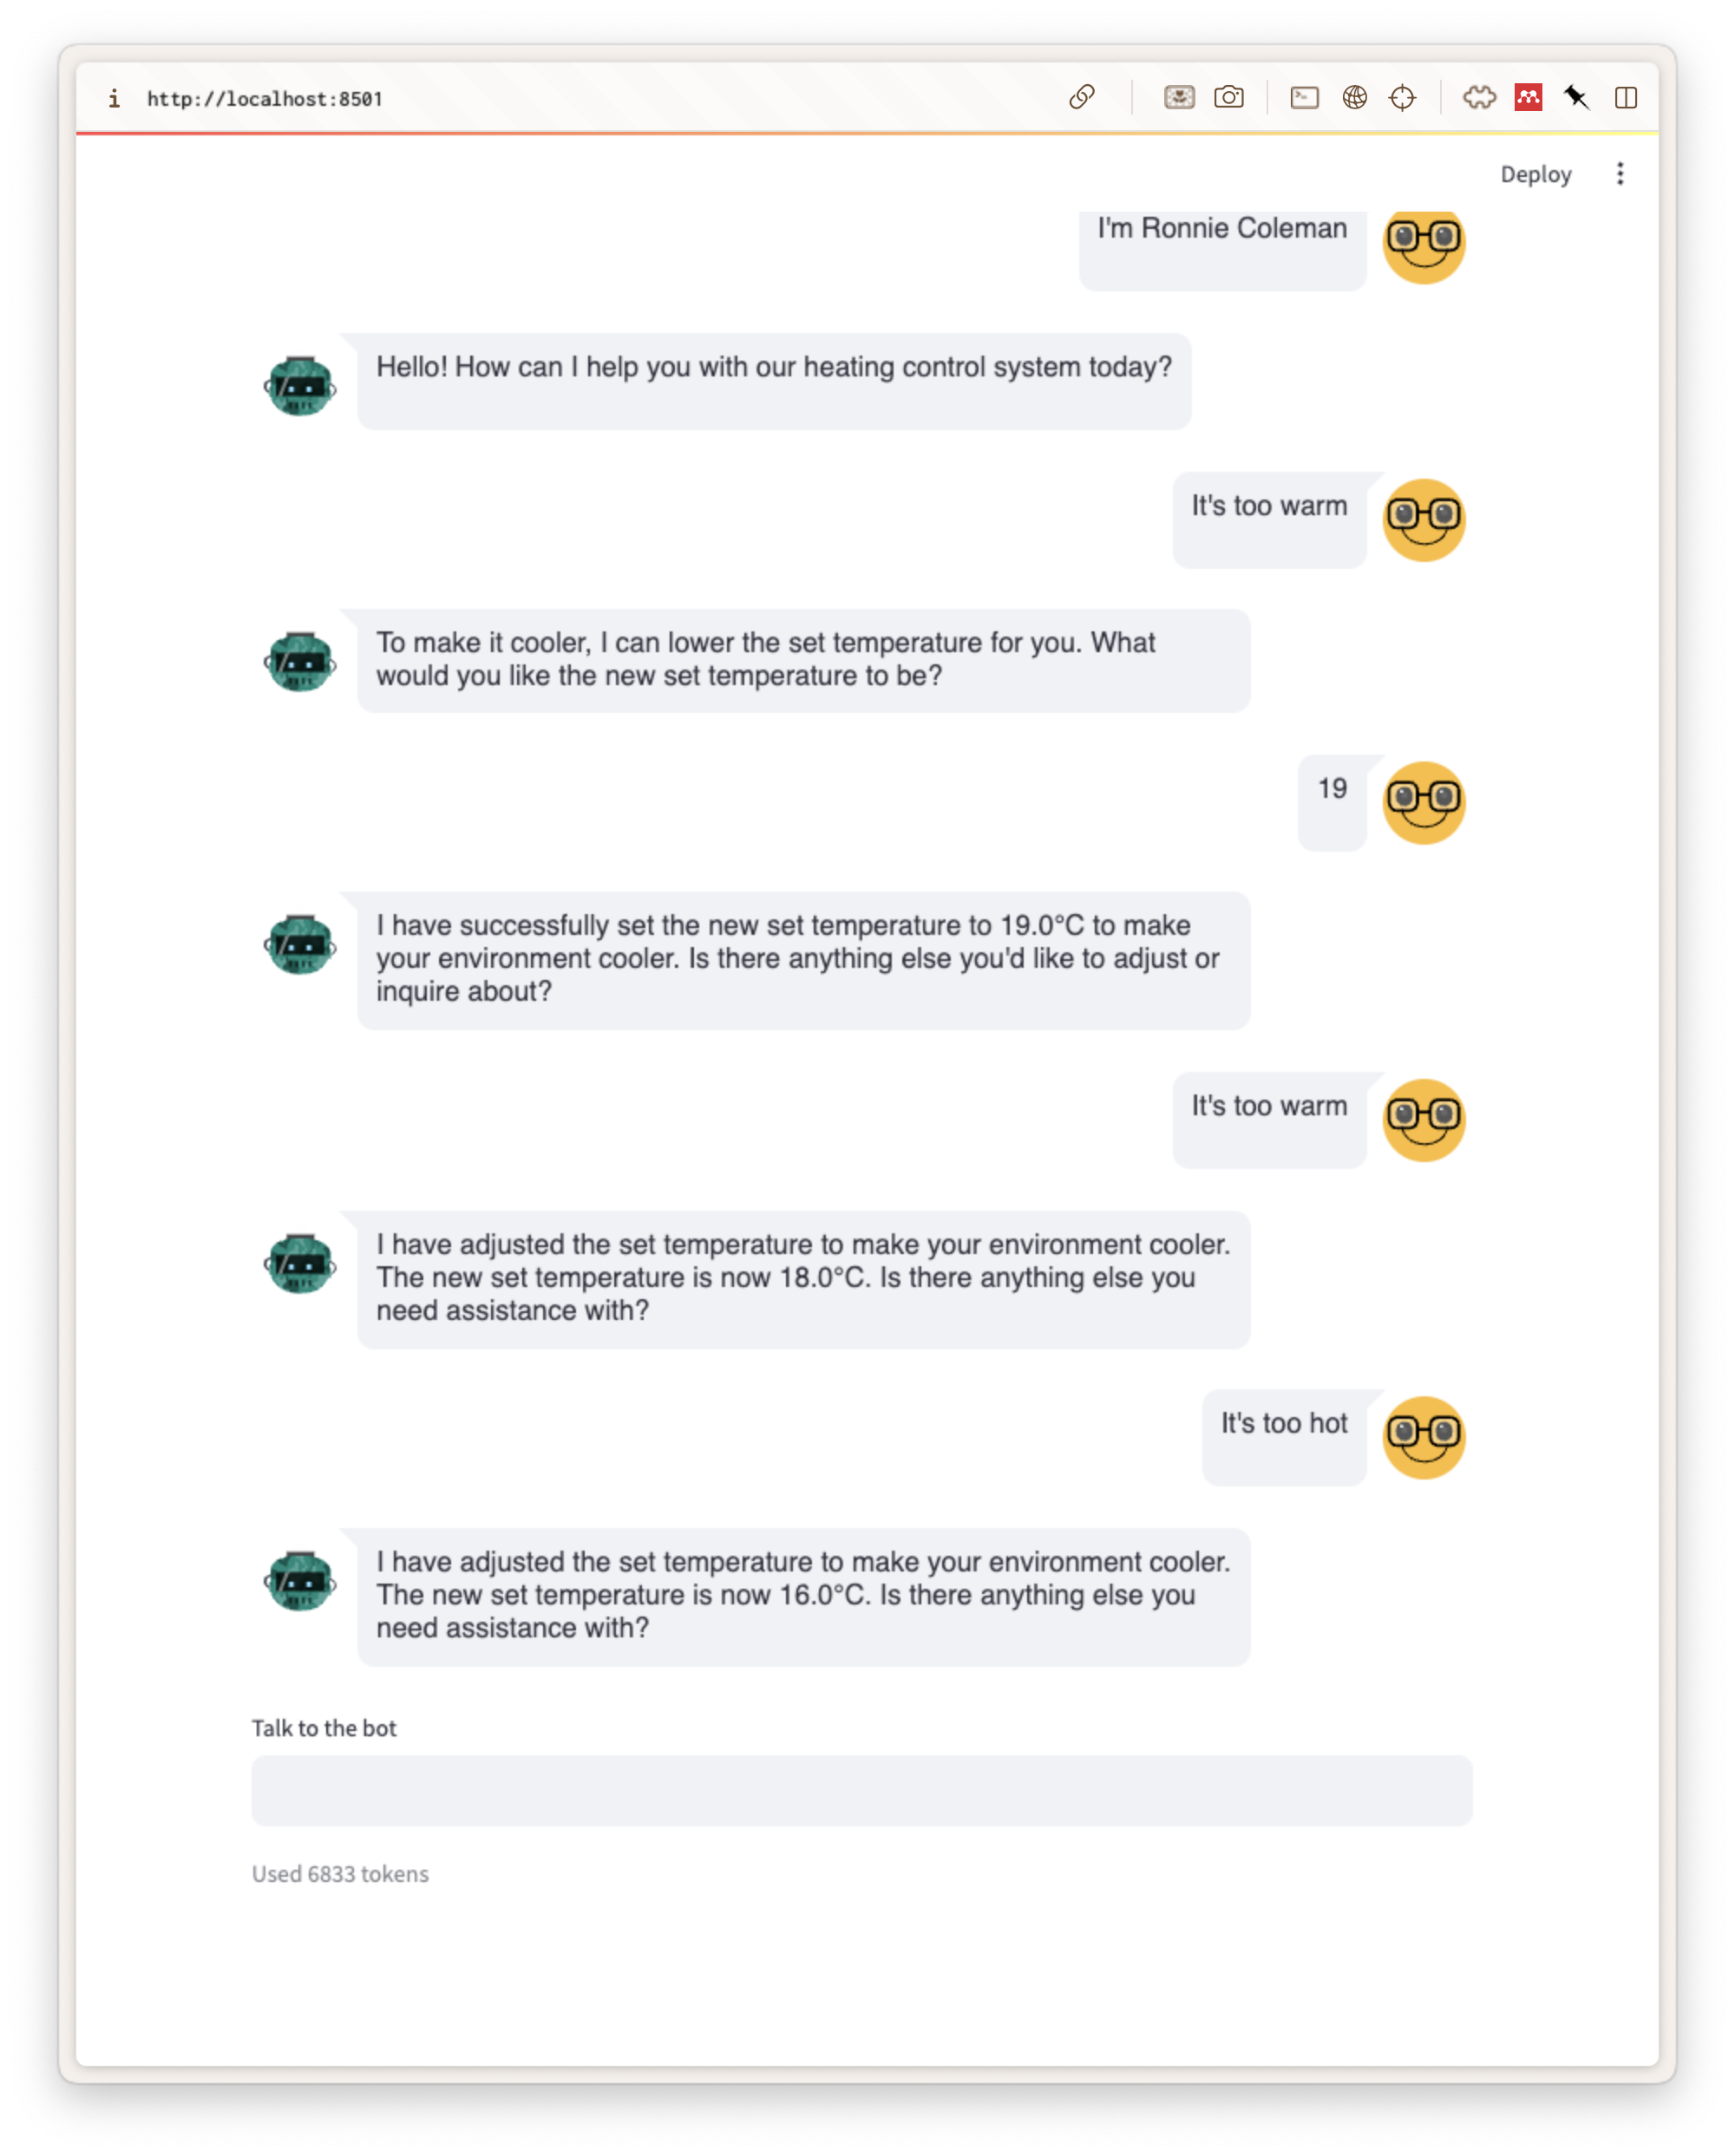 i http://localhost:8501
Deploy
I'm Ronnie Coleman
Hello! How can I help you with our heating control system today?
It's too warm
To make it cooler, I can lower the set temperature for you. What
would you like the new set temperature to be?
19
I have successfully set the new set temperature to 19.0°C to make
your environment cooler. Is there anything else you'd like to adjust or
inquire about?
It's too warm
I have adjusted the set temperature to make your environment cooler.
The new set temperature is now 18.0°C. Is there anything else you
need assistance with?
It's too hot
I have adjusted the set temperature to make your environment cooler.
The new set temperature is now 16.0°C. Is there anything else you
need assistance with?
Talk to the bot
Used 6833 tokens